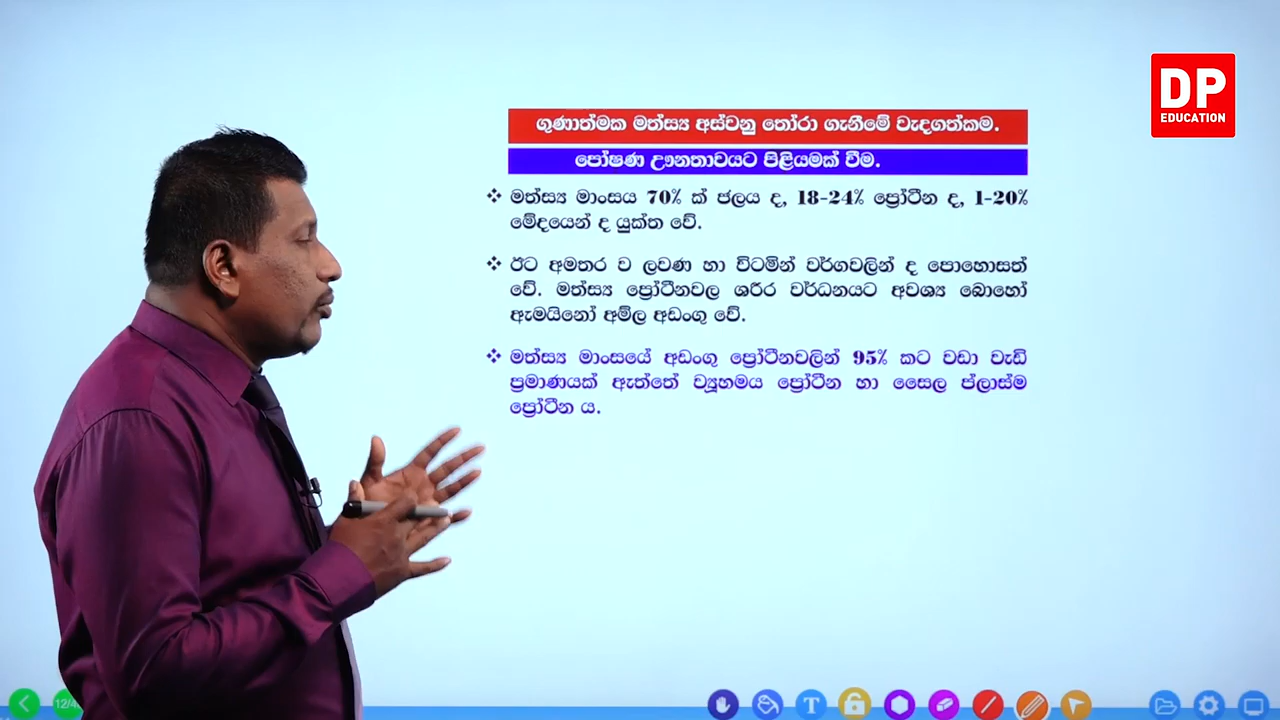 DP
EDUCATION
ගුණාත්මක මත්ස්‍ය අස්වනු තෝරා ගැනීමේ වැදගත්කම.
පෝෂණ ඌනතාවයට පිළියමක් වීම.
❖ මත්ස්‍ය මාංසය 70% ක් ජලය ද, 18-24% ප්‍රෝටීන ද, 1-20%
මේදයෙන් ද යුක්ත වේ.
❖ ඊට අමතර ව ලවණ හා විටමින් වර්ගවලින් ද පොහොසත්
වේ. මත්ස්‍ය ප්‍රෝටීනවල ශරීර වර්ධනයට අවශ්‍ය බොහෝ
ඇමයිනෝ අම්ල අඩංගු වේ.
❖ මත්ස්‍ය මාංසයේ අඩංගු ප්‍රෝටීනවලින් 95% කට වඩා වැඩි
ප්‍රමාණයක් ඇත්තේ ව්‍යුහමය ප්‍රෝටීන හා සෛල ප්ලාස්ම
ප්‍රෝටීන ය.
T